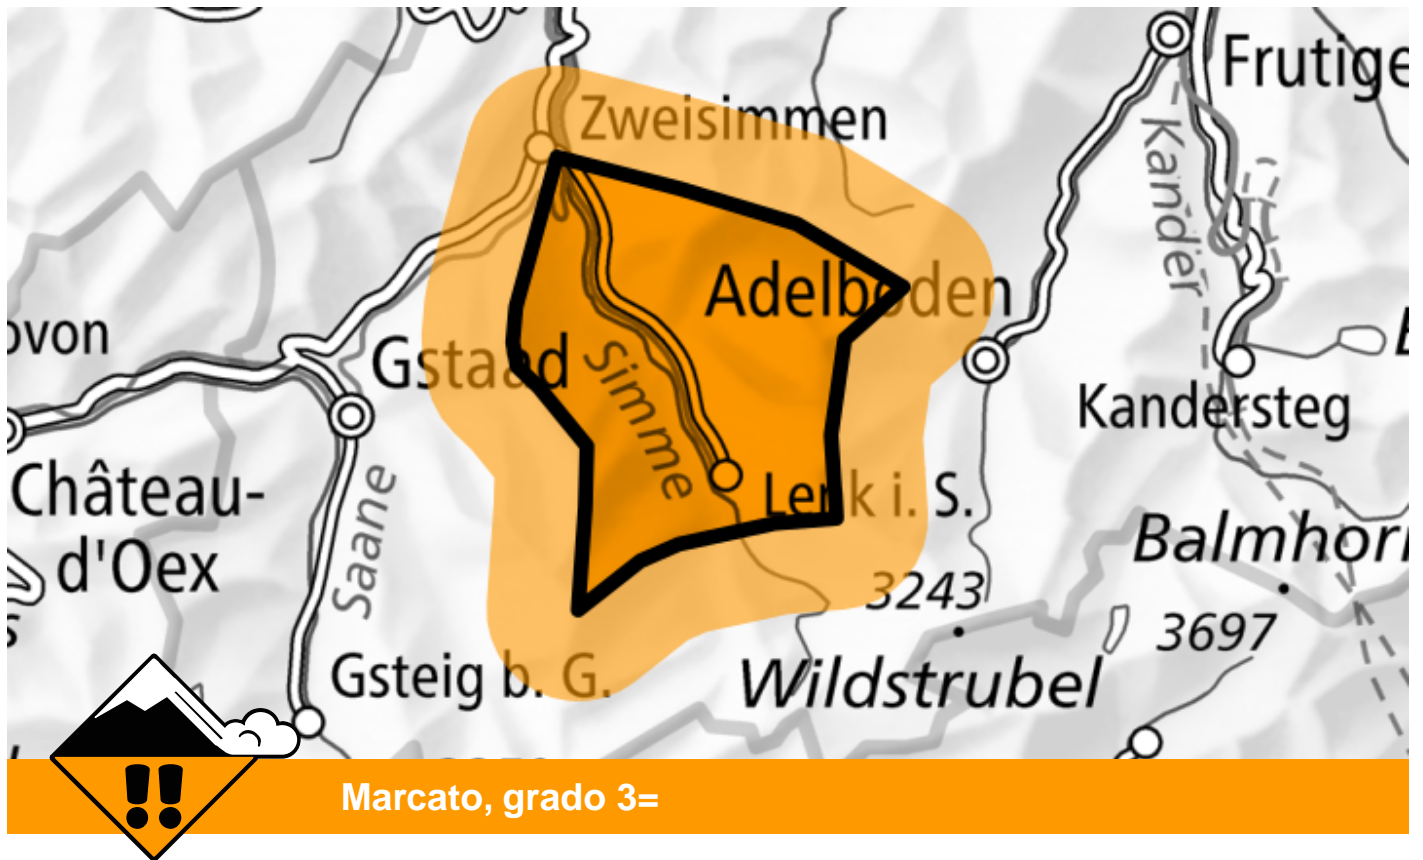 Frutige
Zweisimmen
Kander
Adelboden
ovon
Gstaad
Simme
Kandersteg
Château-
d'Oex
Saane
Lenk i. S.
Balmhorn
3243
3697
Gsteig b. G.
Wildstrubel
Marcato, grado 3=